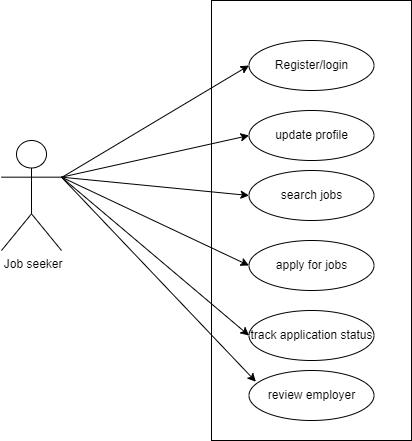 Register/login
update profile
search jobs
Job seeker
apply for jobs
track application status
review employer